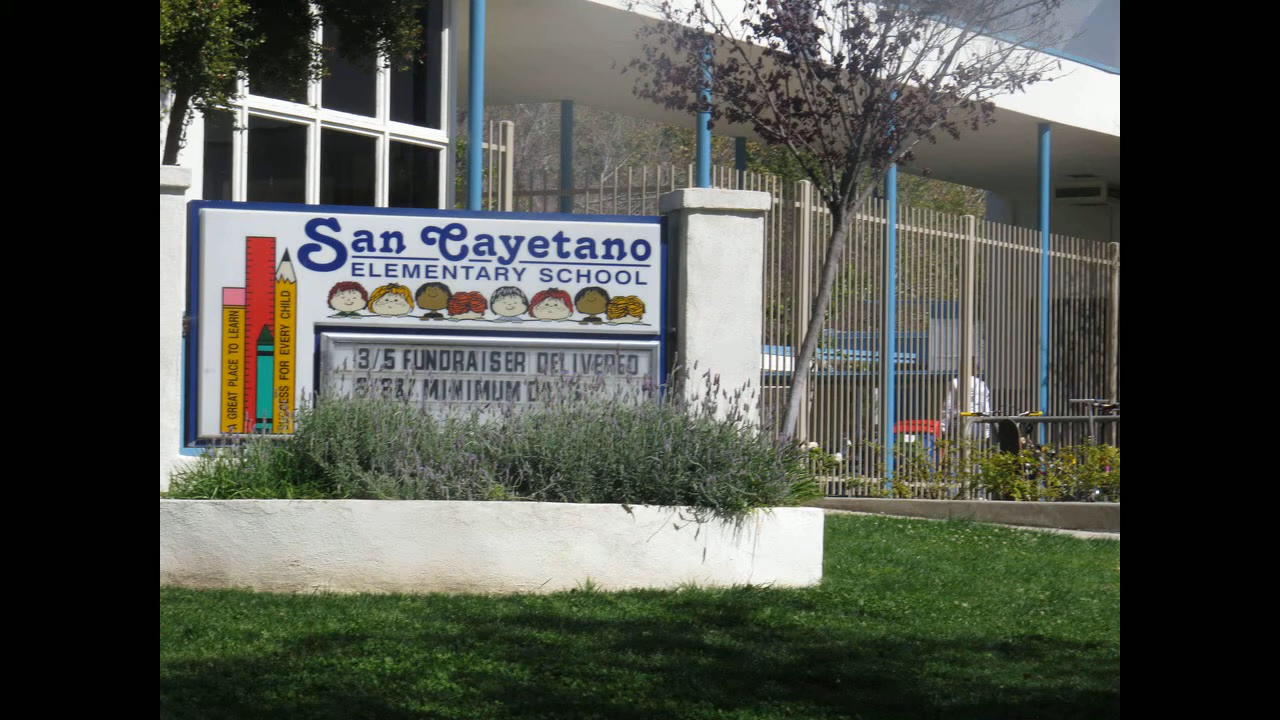 San Cayetano
ELEMENTARY SCHOOL
A GREAT PLACE TO LEARN
SUCCESS FOR EVERY CHILD
3/5 FUNDRAISER DELIVERED
MINIMUM